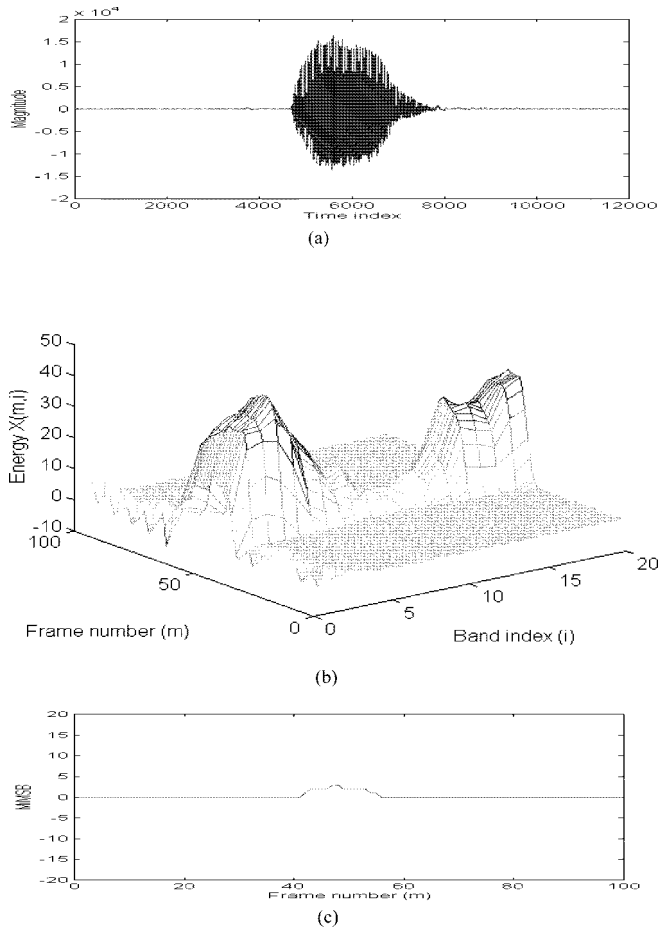 2 x 10^4
1.5
1
0.5
0
-0.5
-1
-1.5
-2
Magnitude
0 2000 4000 6000 8000 10000 12000
Time index
(a)
50
40
30
20
10
0
-10
Energy X(m,i)
100
50
0
Frame number (m)
0
5
10
15
20
Band index (i)
(b)
20
15
10
5
0
-5
-10
-15
-20
MiMSB
0 20 40 60 80 100
Frame number (m)
(c)